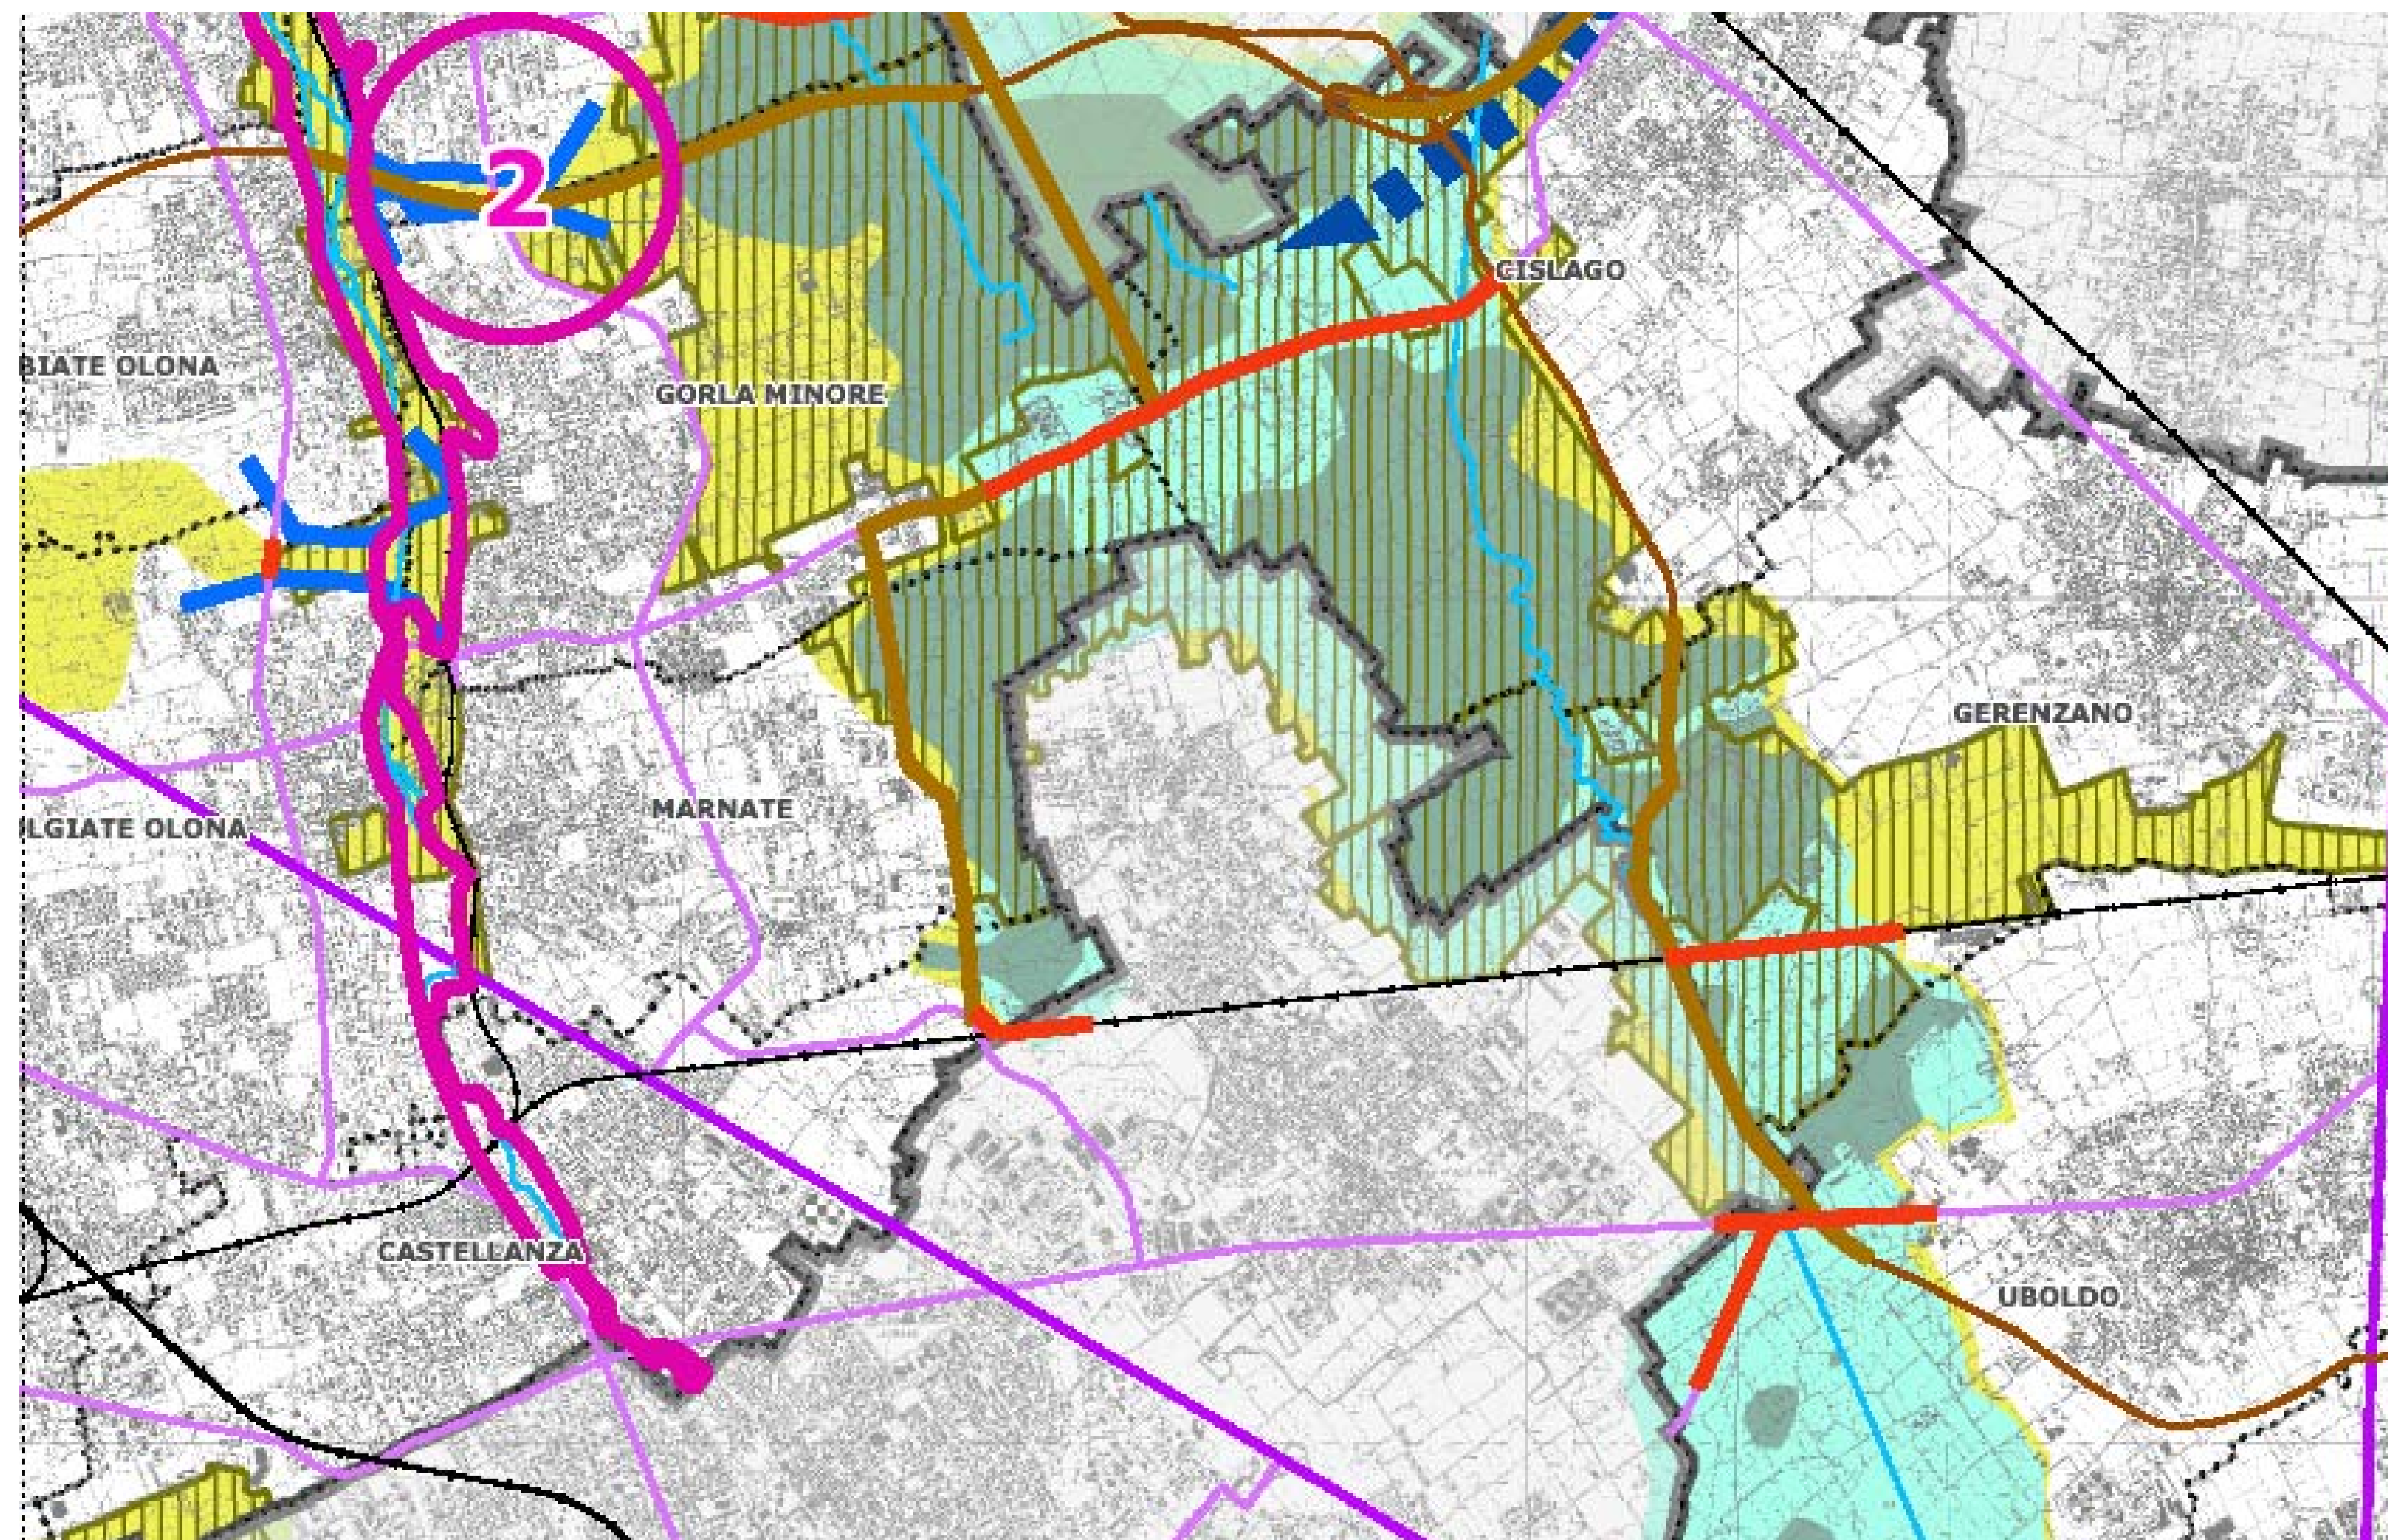 2
CISLAGO
BIATE OLONA
GORLA MINORE
GERENZANO
MARNATE
LGIATE OLONA
CASTELLANZA
UBOLDO